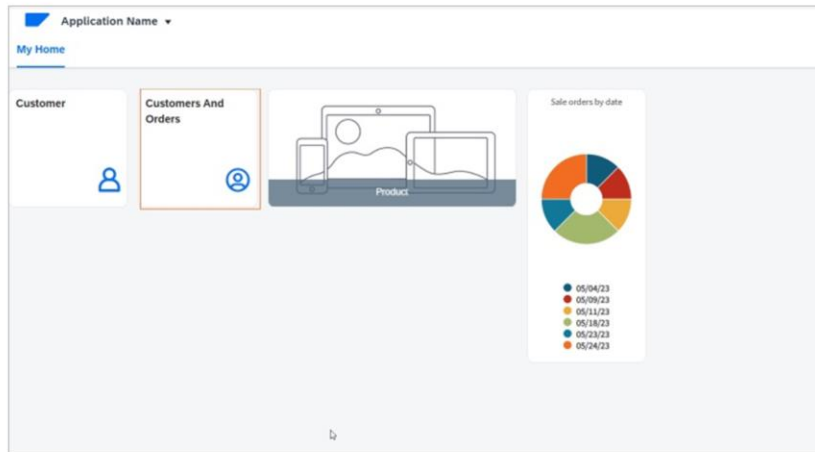 Application Name
My Home
Customer
Customers And
Orders
Product
Sale orders by date
05/04/23
05/09/23
05/11/23
05/18/23
05/23/23
05/24/23